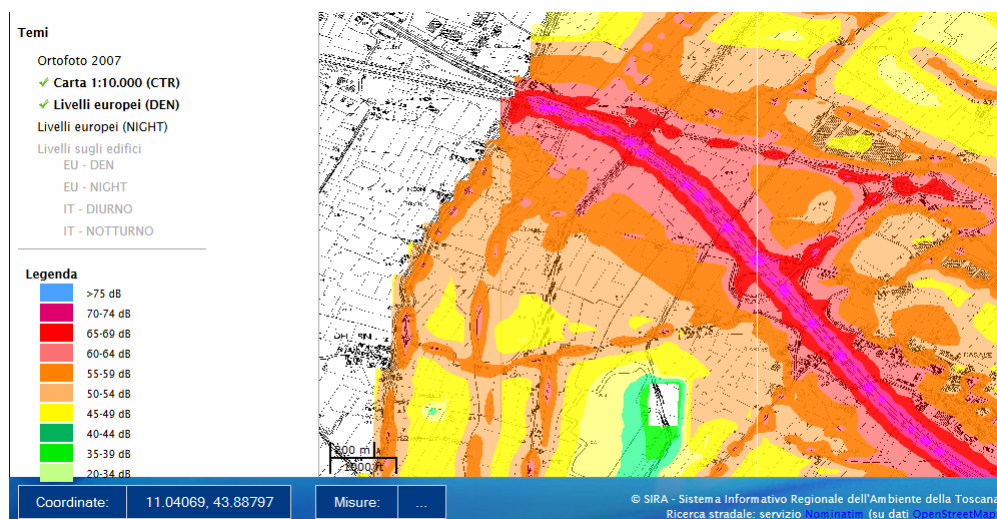 Temi
Ortofoto 2007
Carta 1:10.000 (CTR)
Livelli europei (DEN)
Livelli europei (NIGHT)
Livelli sugli edifici
EU - DEN
EU - NIGHT
IT - DIURNO
IT - NOTTURNO
Legenda
>75 dB
70-74 dB
65-69 dB
60-64 dB
55-59 dB
50-54 dB
45-49 dB
40-44 dB
35-39 dB
20-34 dB
Coordinate: 11.04069, 43.88797
Misure: ...
© SIRA - Sistema Informativo Regionale dell'Ambiente della Toscana
Ricerca stradale: servizio Nominatim (su dati OpenStreetMap